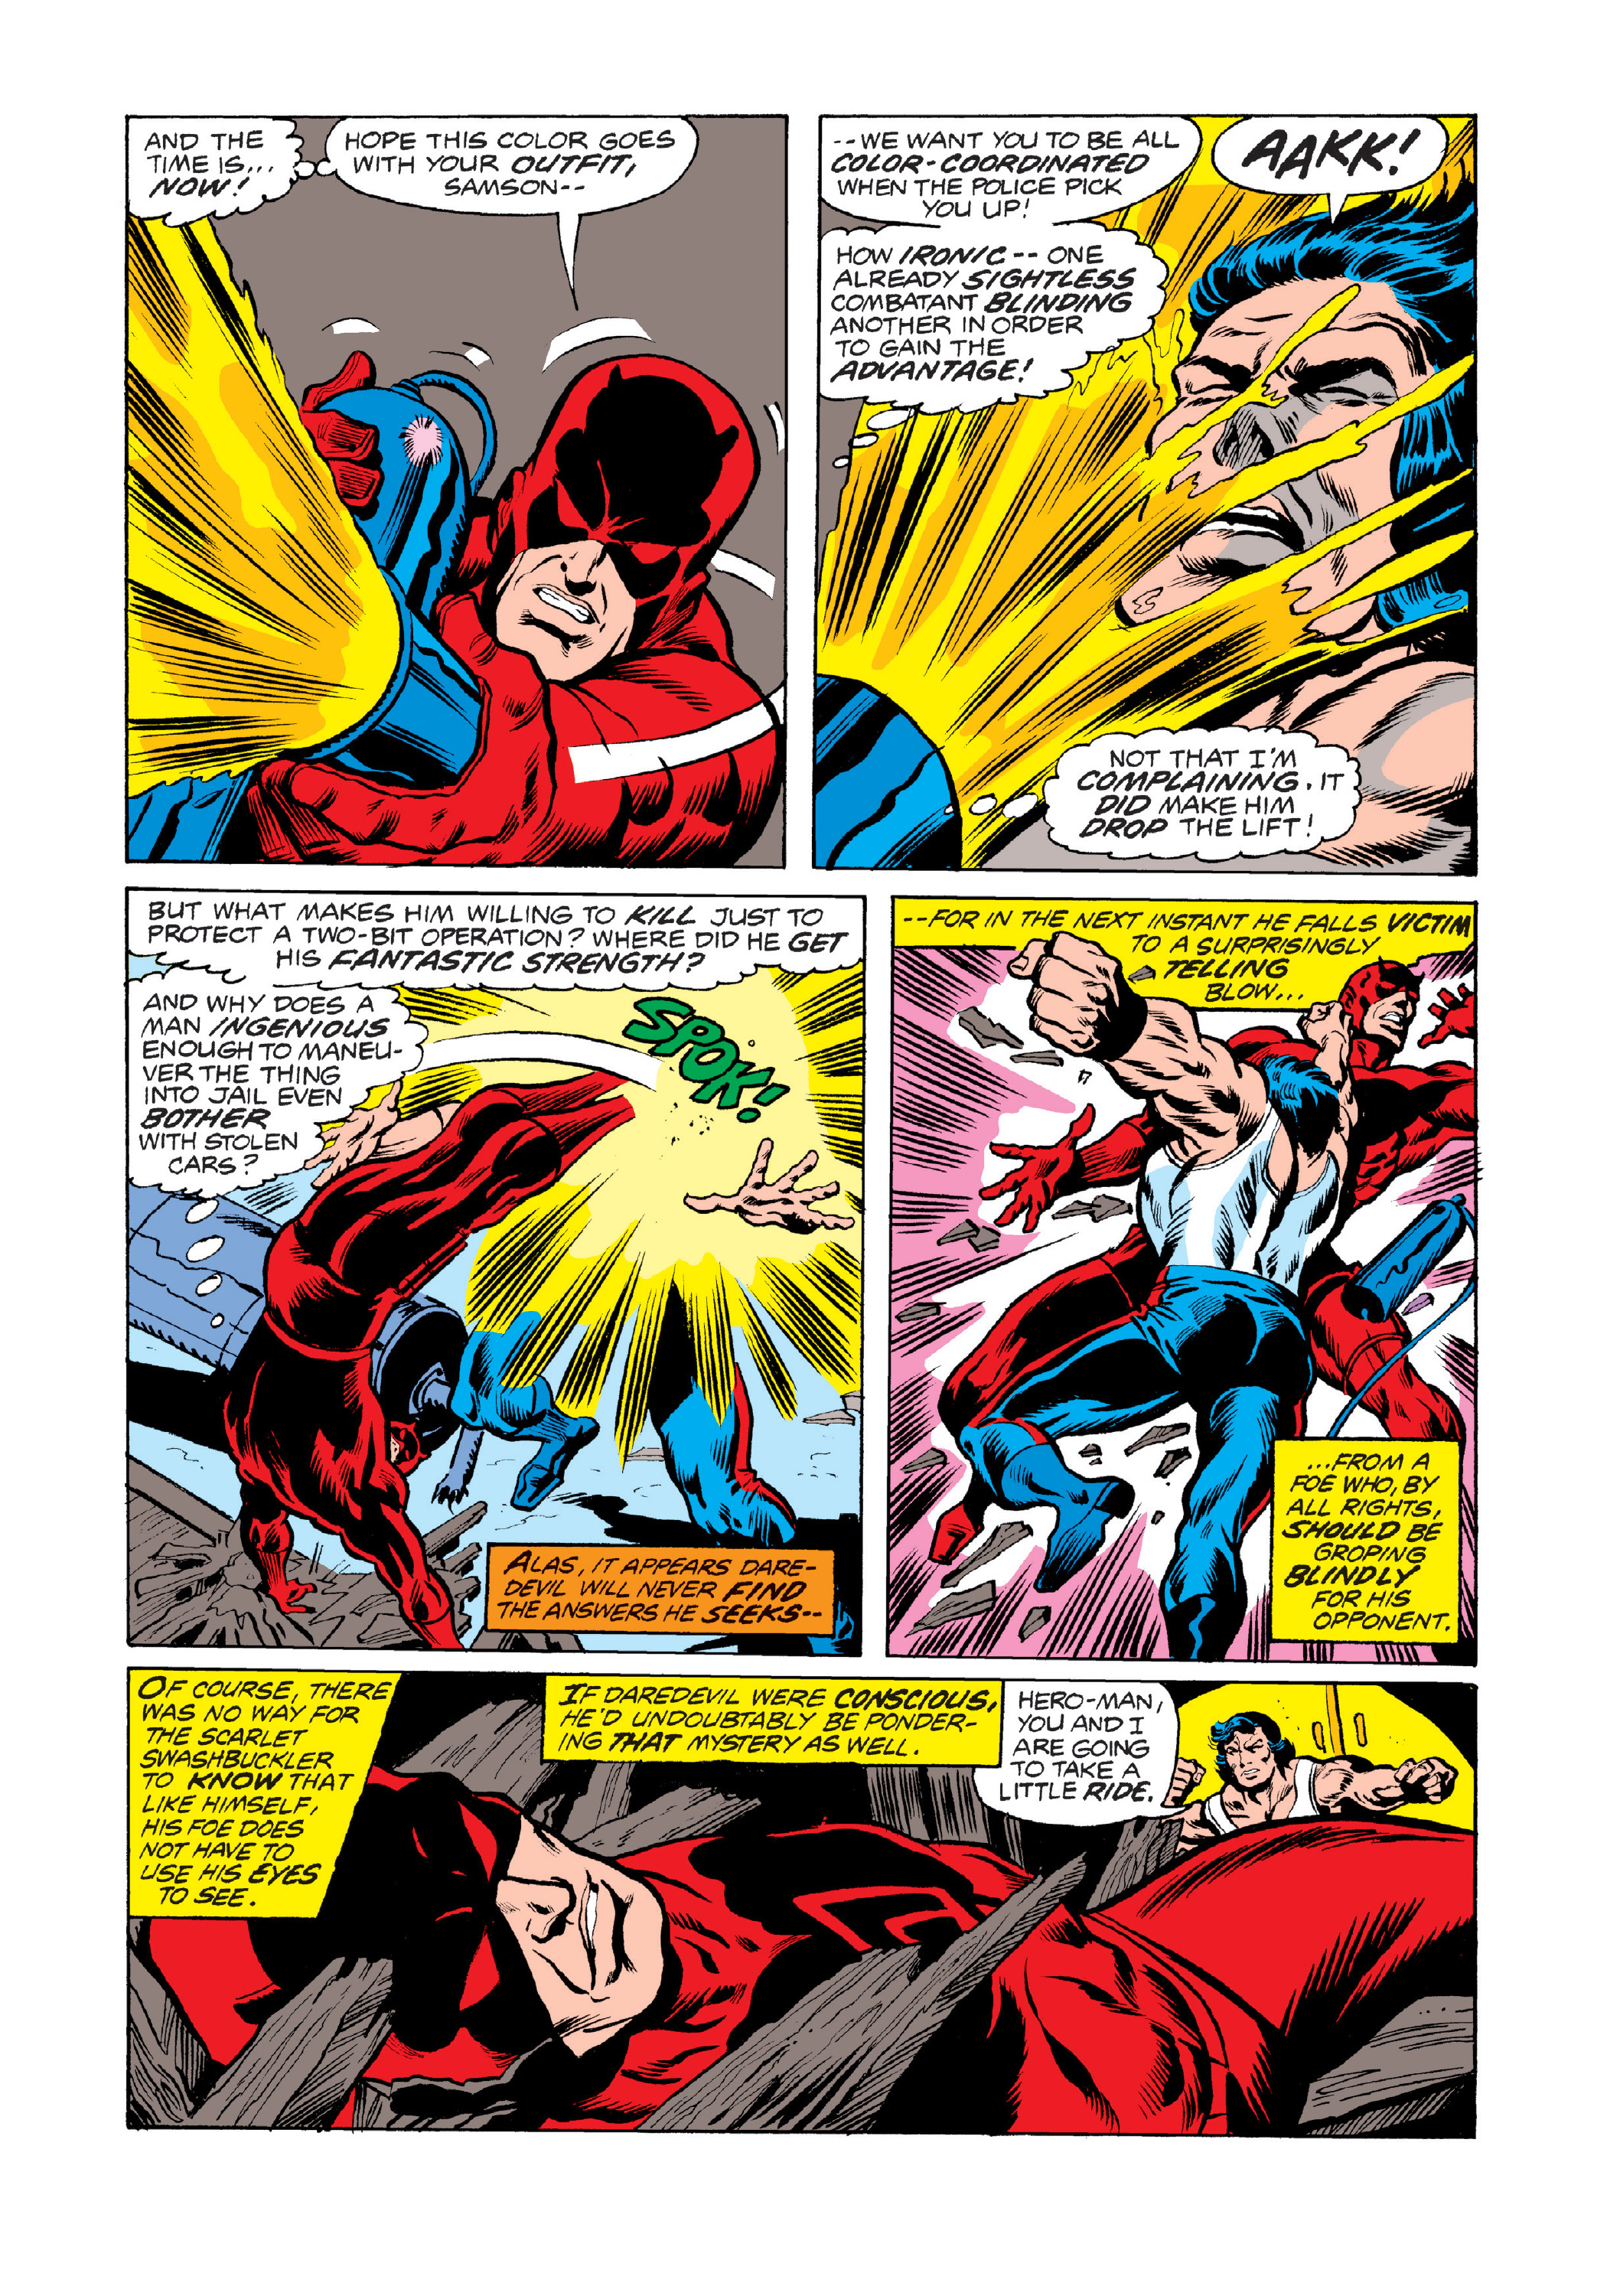 AND THE
TIME IS...
NOW!
HOPE THIS COLOR GOES
WITH YOUR OUTFIT,
SAMSON--
--WE WANT YOU TO BE ALL
COLOR-COORDINATED
WHEN THE POLICE PICK
YOU UP!
AAKK!
HOW IRONIC-- ONE
ALREADY SIGHTLESS
COMBATANT BLINDING
ANOTHER IN ORDER
TO GAIN THE
ADVANTAGE!
NOT THAT I'M
COMPLAINING. IT
DID MAKE HIM
DROP THE LIFT!
BUT WHAT MAKES HIM WILLING TO KILL JUST TO
PROTECT A TWO-BIT OPERATION? WHERE DID HE GET
HIS FANTASTIC STRENGTH?
AND WHY DOES A
MAN INGENIOUS
ENOUGH TO MANEU-
VER THE THING
INTO JAIL EVEN
BOTHER
WITH STOLEN
CARS?
SPOK!
ALAS, IT APPEARS DARE-
DEVIL WILL NEVER FIND
THE ANSWERS HE SEEKS--
--FOR IN THE NEXT INSTANT HE FALLS VICTIM
TO A SURPRISINGLY
TELLING
BLOW...
...FROM A
FOE WHO, BY
ALL RIGHTS,
SHOULD BE
GROPING
BLINDLY
FOR HIS
OPPONENT.
OF COURSE, THERE
WAS NO WAY FOR
THE SCARLET
SWASHBUCKLER
TO KNOW THAT
LIKE HIMSELF,
HIS FOE DOES
NOT HAVE TO
USE HIS EYES
TO SEE.
IF DAREDEVIL WERE CONSCIOUS,
HE'D UNDOUBTABLY BE PONDER-
ING THAT MYSTERY AS WELL.
HERO-MAN,
YOU AND I
ARE GOING
TO TAKE A
LITTLE RIDE.